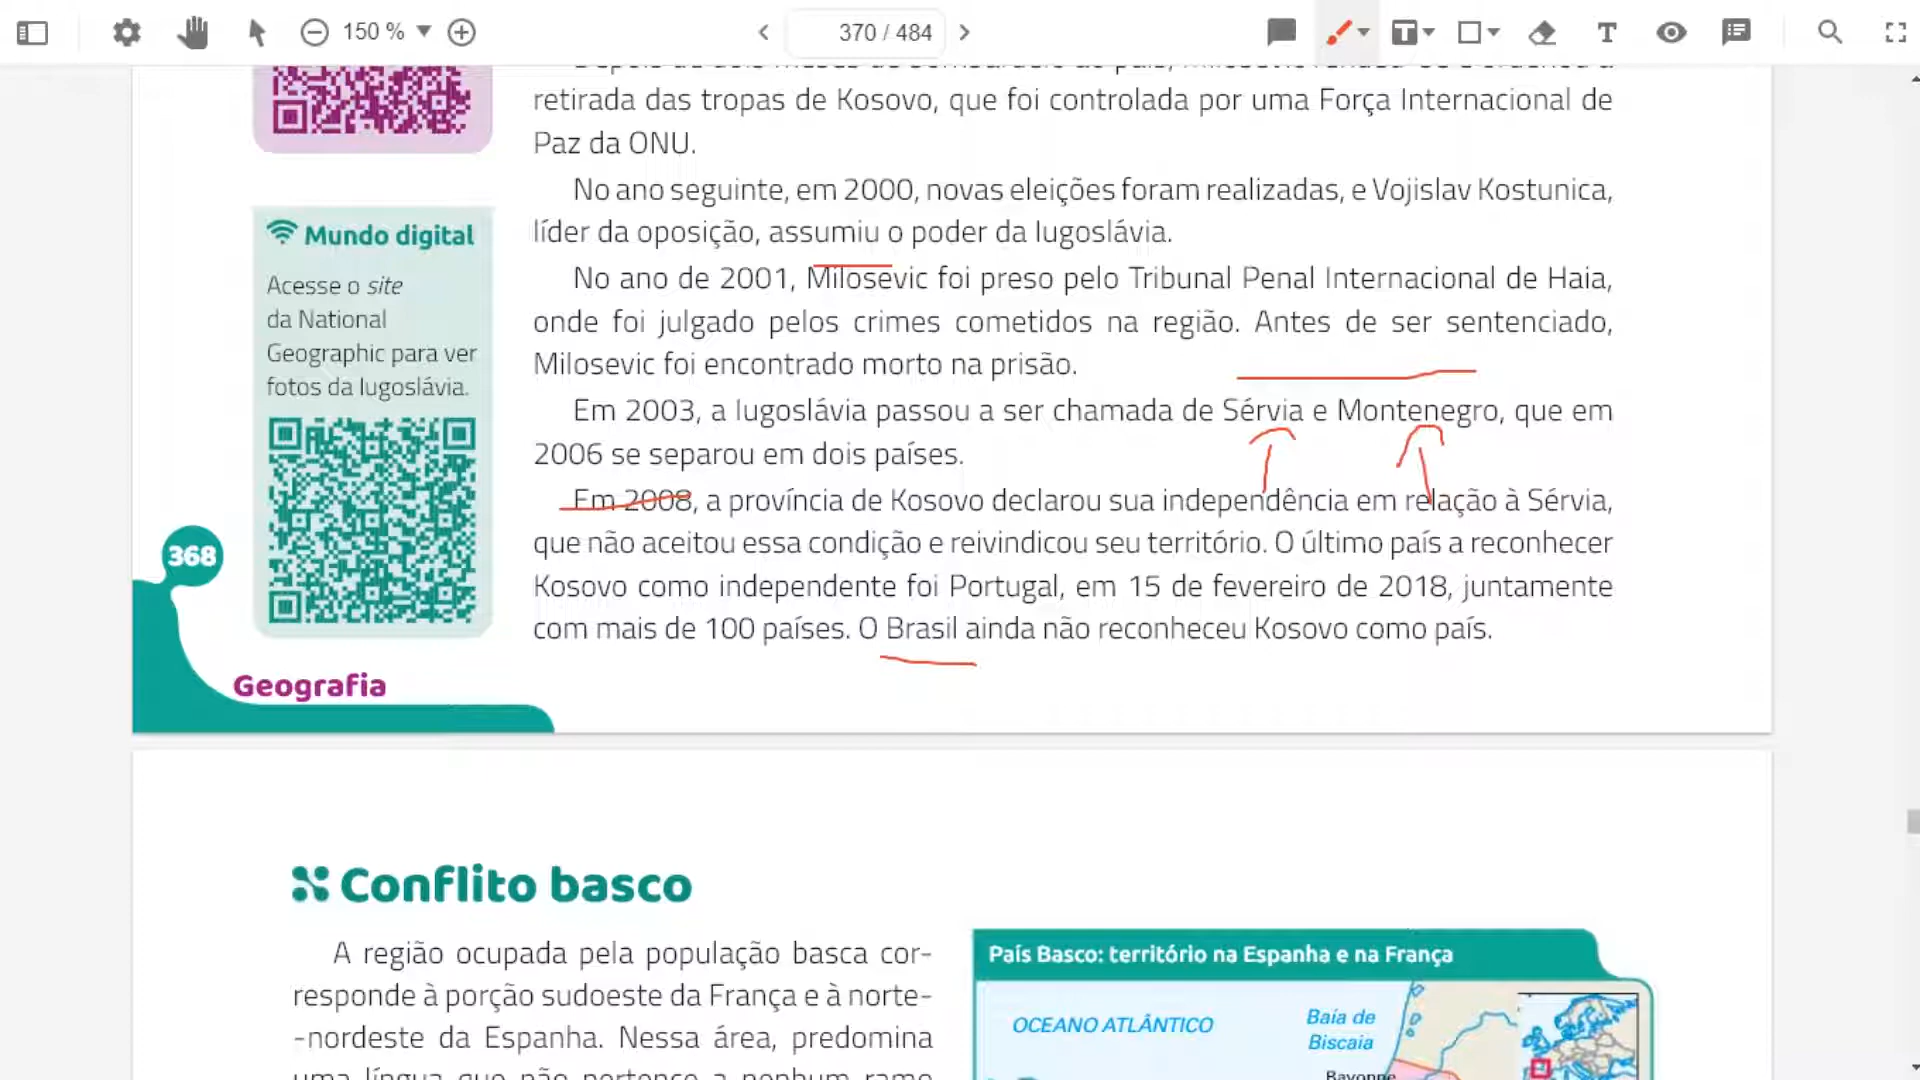 150 %
370 / 484
retirada das tropas de Kosovo, que foi controlada por uma Força Internacional de
Paz da ONU.
No ano seguinte, em 2000, novas eleições foram realizadas, e Vojislav Kostunica,
líder da oposição, assumiu o poder da Iugoslávia.
No ano de 2001, Milosevic foi preso pelo Tribunal Penal Internacional de Haia,
onde foi julgado pelos crimes cometidos na região. Antes de ser sentenciado,
Milosevic foi encontrado morto na prisão.
Em 2003, a Iugoslávia passou a ser chamada de Sérvia e Montenegro, que em
2006 se separou em dois países.
Em 2008, a província de Kosovo declarou sua independência em relação à Sérvia,
que não aceitou essa condição e reivindicou seu território. O último país a reconhecer
Kosovo como independente foi Portugal, em 15 de fevereiro de 2018, juntamente
com mais de 100 países. O Brasil ainda não reconheceu Kosovo como país.
Mundo digital
Acesse o site
da National
Geographic para ver
fotos da Iugoslávia.
368
Geografia
Conflito basco
A região ocupada pela população basca cor-
responde à porção sudoeste da França e à norte-
-nordeste da Espanha. Nessa área, predomina
País Basco: território na Espanha e na França
OCEANO ATLÂNTICO
Baía de
Biscaia